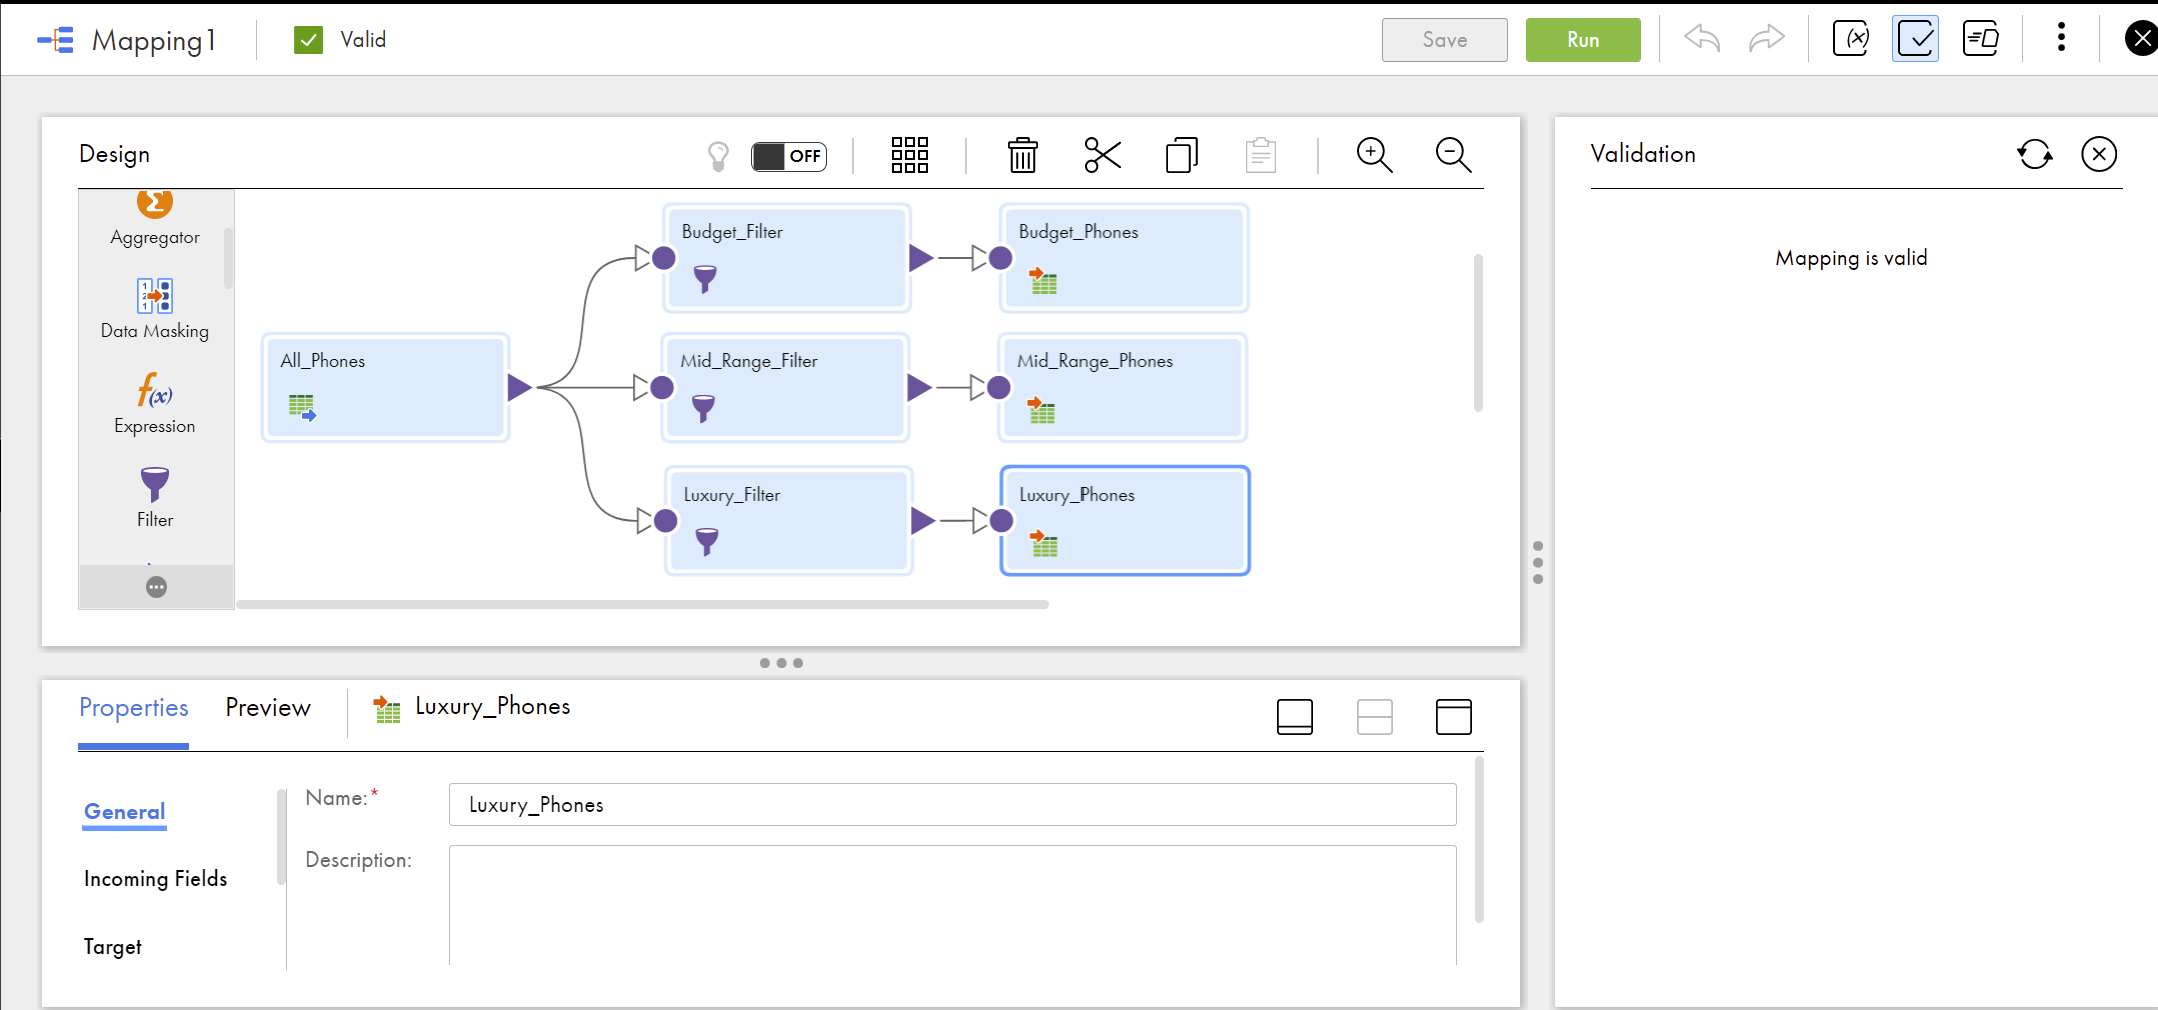 Mapping1
Valid
Save
Run
(x)
Design
OFF
Validation
Aggregator
Data Masking
f(x)
Expression
Filter
All_Phones
Budget_Filter
Budget_Phones
Mid_Range_Filter
Mid_Range_Phones
Luxury_Filter
Luxury_Phones
Mapping is valid
Properties
Preview
Luxury_Phones
General
Incoming Fields
Target
Name:*
Luxury_Phones
Description: